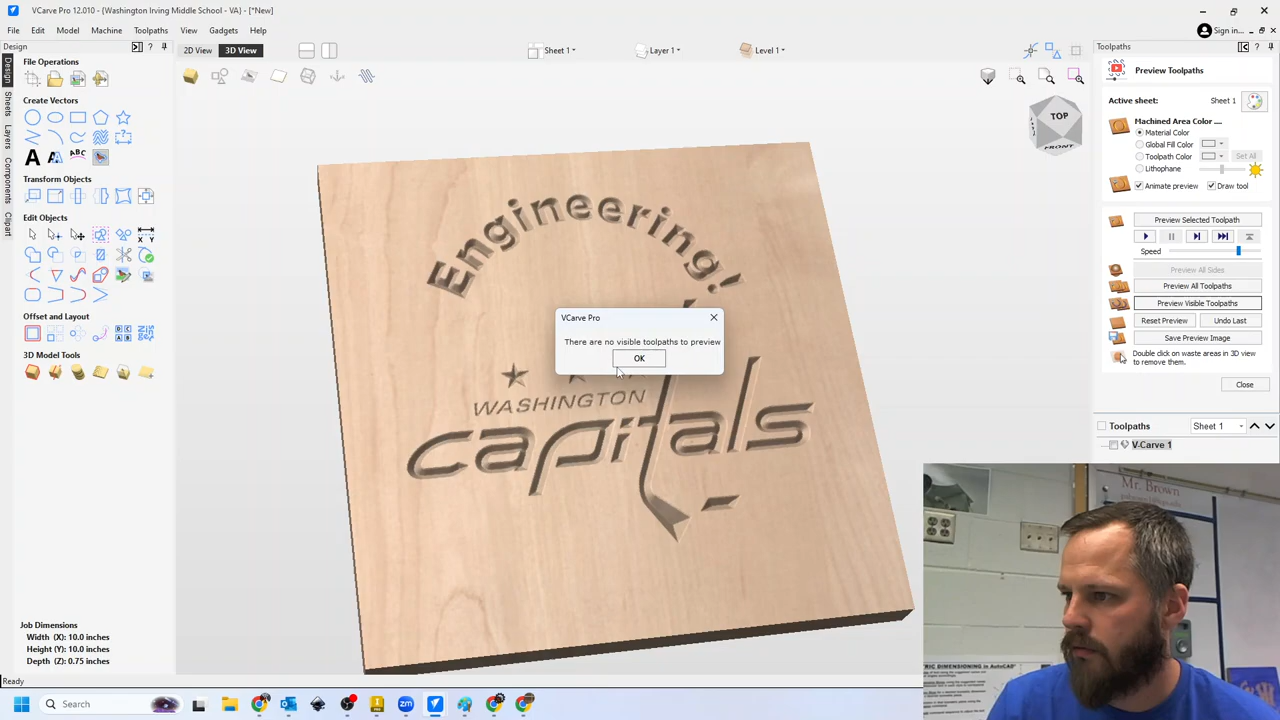 VCarve Pro 12.010 - {Washington Irving Middle School - VA} - [*New]
File Edit Model Machine Toolpaths View Gadgets Help
Sign in...
Design
2D View
3D View
Sheet 1
Layer 1
Level 1
Toolpaths
Design
Sheets
Layers
Components
Clipart
File Operations
Create Vectors
Transform Objects
Edit Objects
Offset and Layout
3D Model Tools
Job Dimensions
Width (X): 10.0 inches
Height (Y): 10.0 inches
Depth (Z): 0.75 inches
Ready
TOP
FRONT
Engineering!
WASHINGTON
capitals
VCarve Pro
There are no visible toolpaths to preview
OK
Preview Toolpaths
Active sheet: Sheet 1
Machined Area Color ....
Material Color
Global Fill Color
Toolpath Color
Set All
Lithophane
Animate preview
Draw tool
Preview Selected Toolpath
Speed
Preview All Sides
Preview All Toolpaths
Preview Visible Toolpaths
Reset Preview
Undo Last
Save Preview Image
Double click on waste areas in 3D view
to remove them.
Close
Toolpaths
Sheet 1
V-Carve 1
Mr. Brown
Search